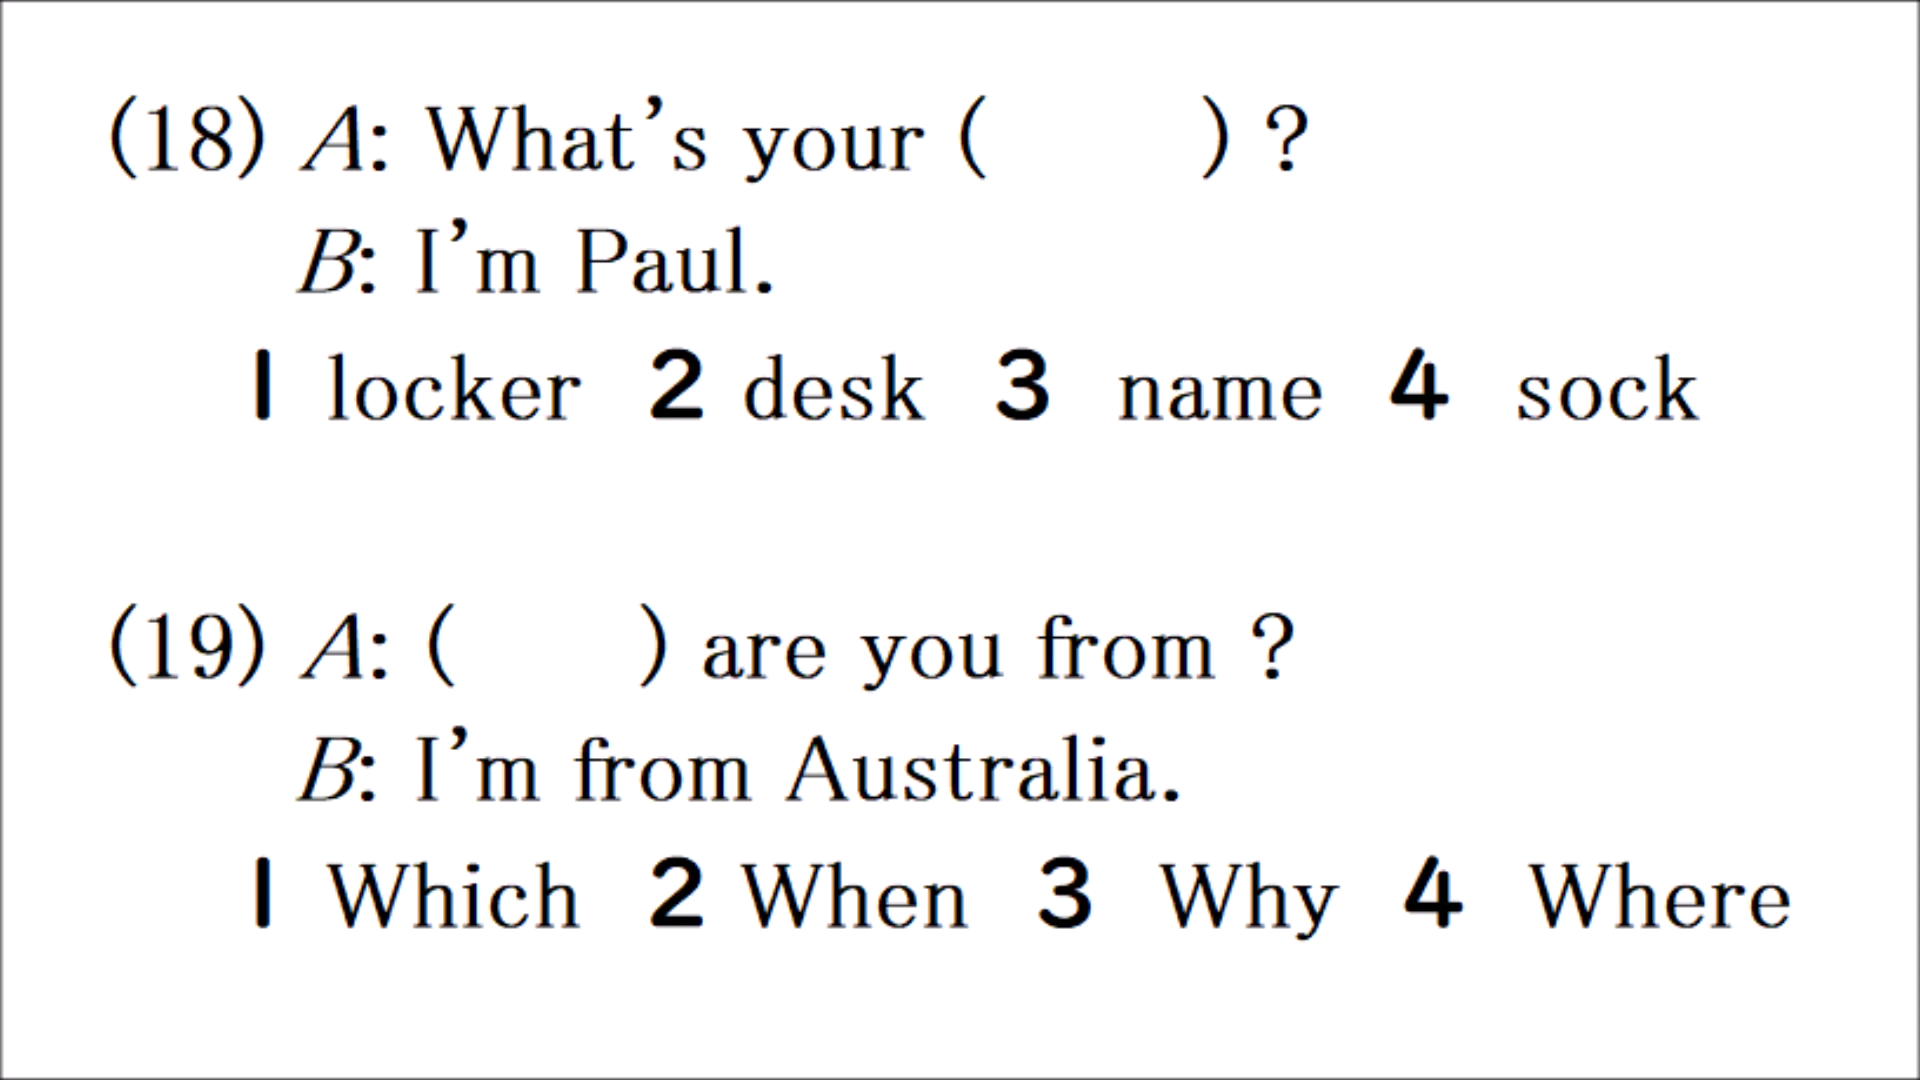 (18) A: What’s your (　　　) ?
B: I’m Paul.
1 locker 2 desk 3 name 4 sock
(19) A: (　　　) are you from ?
B: I’m from Australia.
1 Which 2 When 3 Why 4 Where